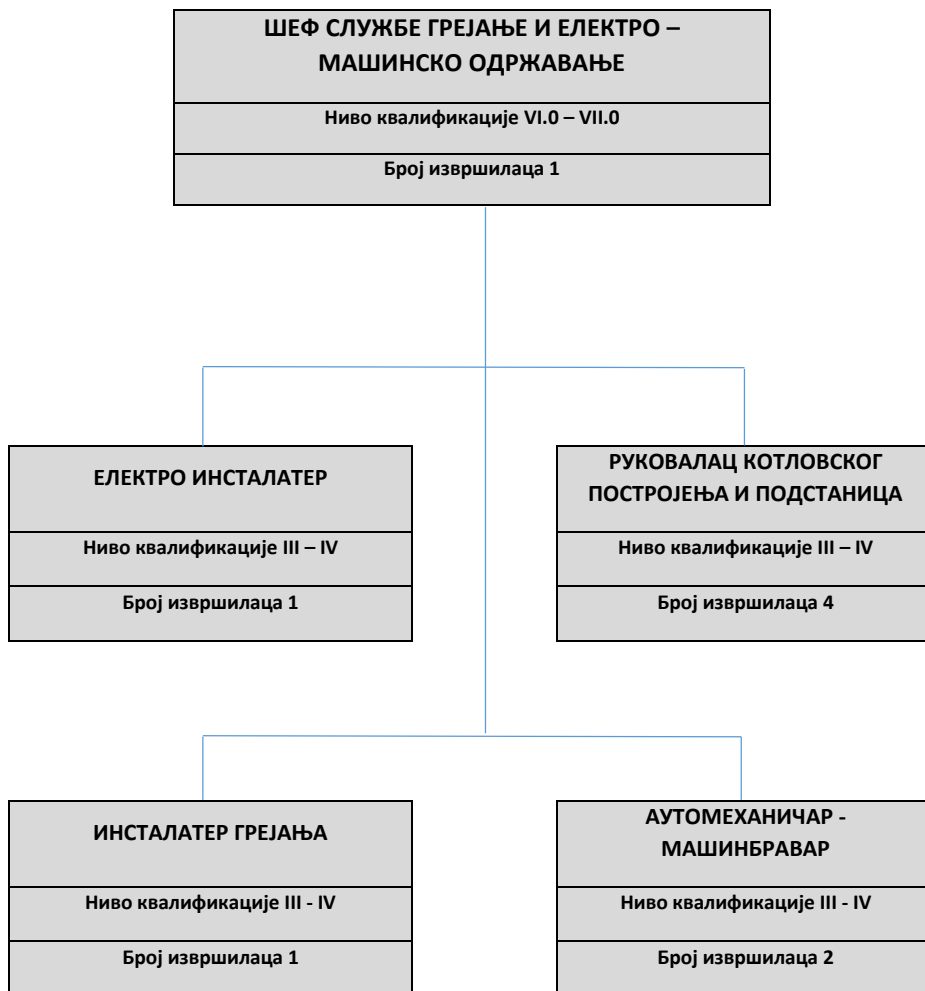 ШЕФ СЛУЖБЕ ГРЕЈАЊЕ И ЕЛЕКТРО –
МАШИНСКО ОДРЖАВАЊЕ
Ниво квалификације VI.0 – VII.0
Број извршилаца 1
ЕЛЕКТРО ИНСТАЛАТЕР
Ниво квалификације III – IV
Број извршилаца 1
РУКОВАЛАЦ КОТЛОВСКОГ
ПОСТРОЈЕЊА И ПОДСТАНИЦА
Ниво квалификације III – IV
Број извршилаца 4
ИНСТАЛАТЕР ГРЕЈАЊА
Ниво квалификације III - IV
Број извршилаца 1
АУТОМЕХАНИЧАР -
МАШИНБРАВАР
Ниво квалификације III - IV
Број извршилаца 2